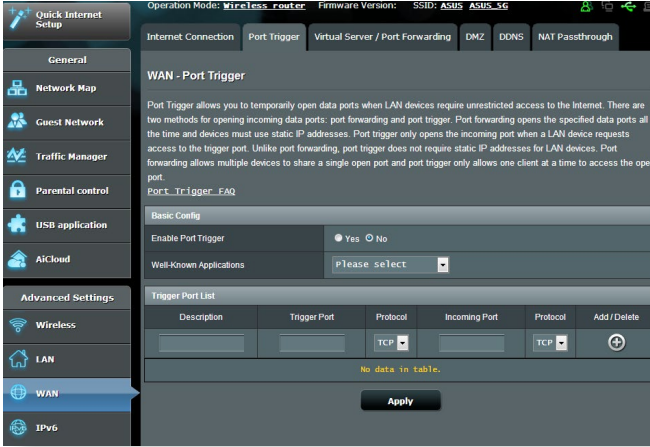 Quick Internet
Setup
General
Network Map
Guest Network
Traffic Manager
Parental control
USB application
AiCloud
Advanced Settings
Wireless
LAN
WAN
IPv6
Operation Mode: Wireless router Firmware Version: SSID: ASUS ASUS_5G
Internet Connection Port Trigger Virtual Server / Port Forwarding DMZ DDNS NAT Passthrough
WAN - Port Trigger
Port Trigger allows you to temporarily open data ports when LAN devices require unrestricted access to the Internet. There are
two methods for opening incoming data ports: port forwarding and port trigger. Port forwarding opens the specified data ports all
the time and devices must use static IP addresses. Port trigger only opens the incoming port when a LAN device requests
access to the trigger port. Unlike port forwarding, port trigger does not require static IP addresses for LAN devices. Port
forwarding allows multiple devices to share a single open port and port trigger only allows one client at a time to access the ope
port.
Port Trigger FAQ
Basic Config
Enable Port Trigger Yes No
Well-Known Applications Please select
Trigger Port List
Description Trigger Port Protocol Incoming Port Protocol Add / Delete
TCP TCP
No data in table.
Apply